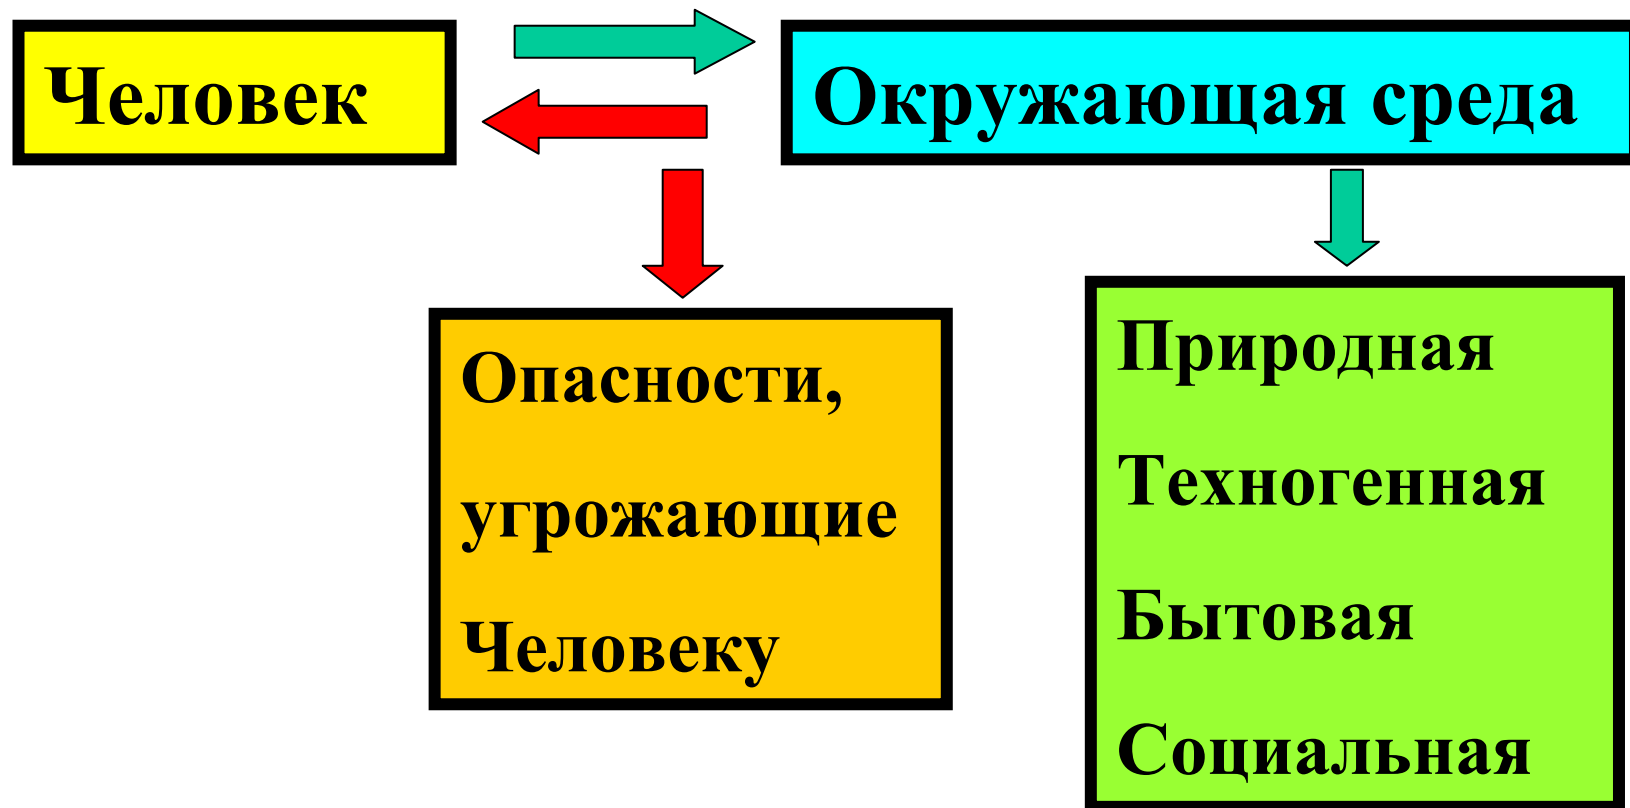 Человек
Окружающая среда
Опасности,
угрожающие
Человеку
Природная
Техногенная
Бытовая
Социальная